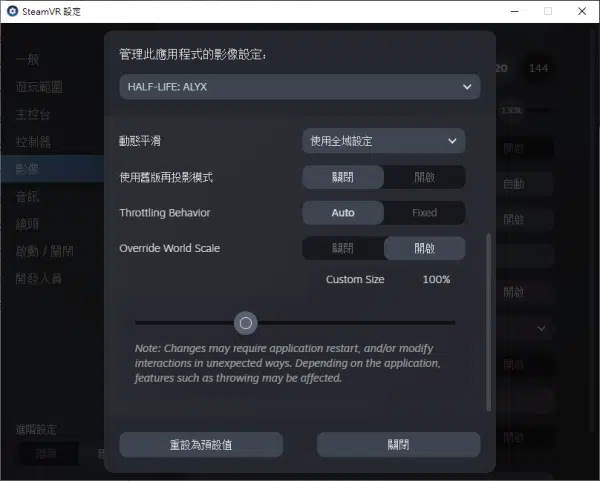 SteamVR 設定
管理此應用程式的影像設定：
HALF-LIFE: ALYX
一般
遊玩範圍
主控台
控制器
影像
音訊
鏡頭
啟動 / 關閉
開發人員
進階設定
20 144
動態平滑 使用全域設定
使用舊版再投影模式 關閉 開啟
Throttling Behavior Auto Fixed
Override World Scale 關閉 開啟
Custom Size 100%
Note: Changes may require application restart, and/or modify
interactions in unexpected ways. Depending on the application,
features such as throwing may be affected.
重設為預設值 關閉
開啟
自動
開啟
開啟
開啟
開啟